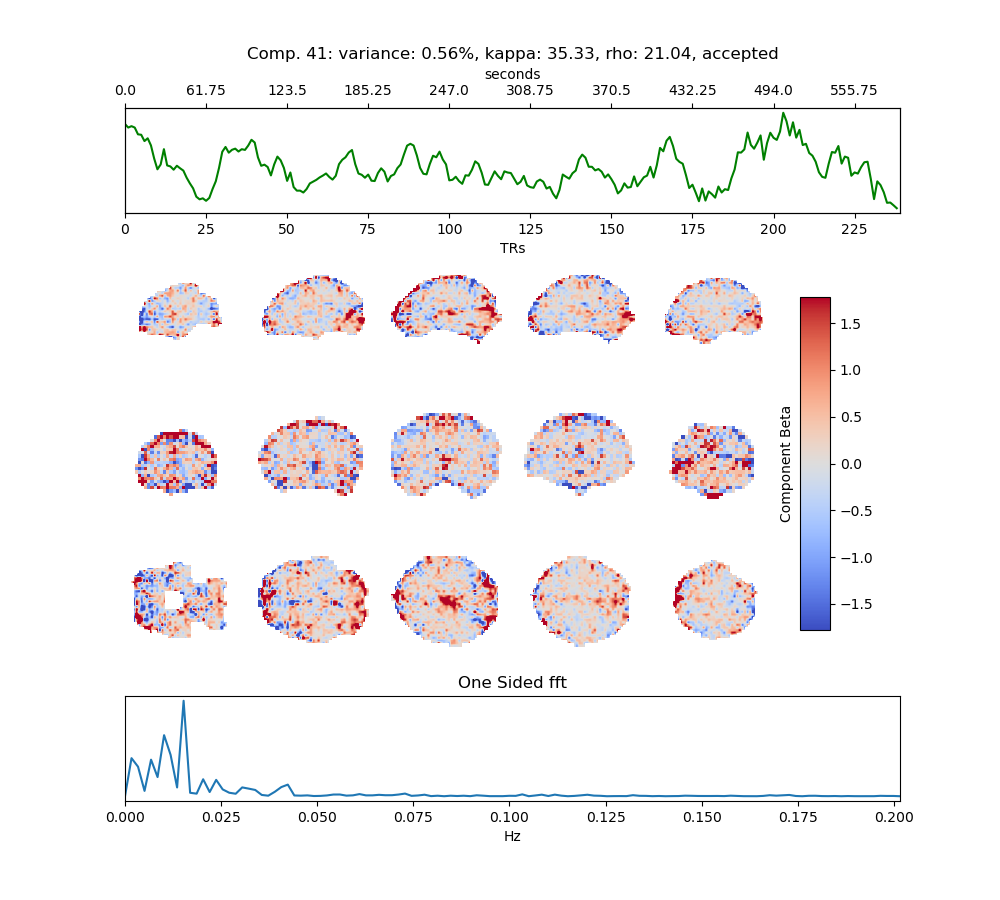 Comp. 41: variance: 0.56%, kappa: 35.33, rho: 21.04, accepted
seconds
0.0 61.75 123.5 185.25 247.0 308.75 370.5 432.25 494.0 555.75
0 25 50 75 100 125 150 175 200 225
TRs
1.5
1.0
0.5
0.0
−0.5
−1.0
−1.5
Component Beta
One Sided fft
0.000 0.025 0.050 0.075 0.100 0.125 0.150 0.175 0.200
Hz